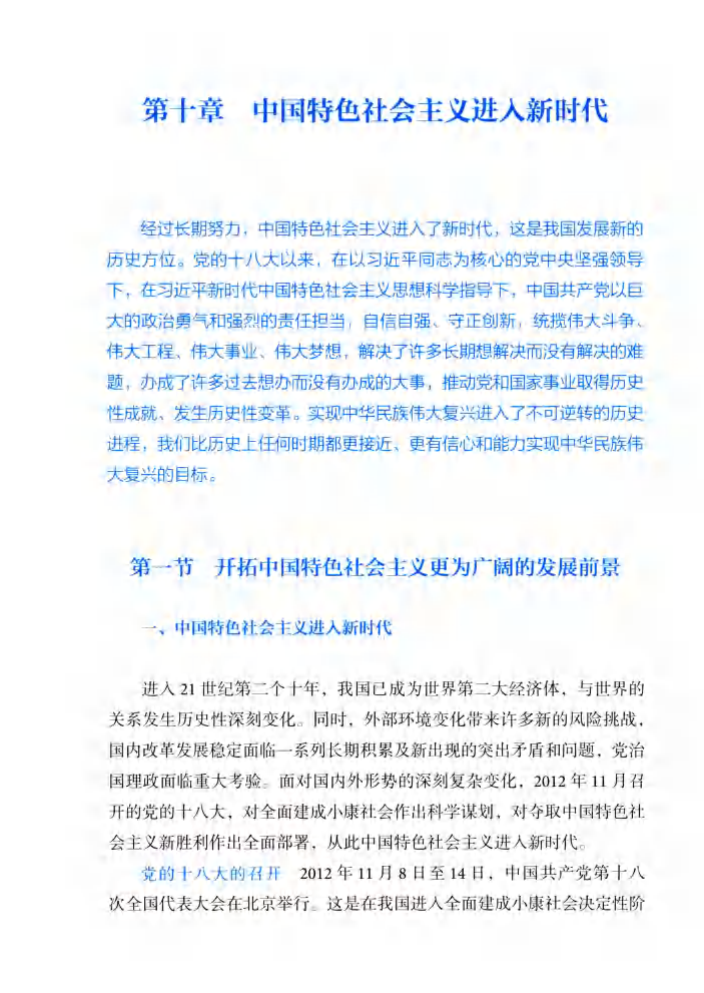 第十章 中国特色社会主义进入新时代
经过长期努力，中国特色社会主义进入了新时代，这是我国发展新的
历史方位。党的十八大以来，在以习近平同志为核心的党中央坚强领导
下，在习近平新时代中国特色社会主义思想科学指导下，中国共产党以巨
大的政治勇气和强烈的责任担当，自信自强、守正创新，统揽伟大斗争、
伟大工程、伟大事业、伟大梦想，解决了许多长期想解决而没有解决的难
题，办成了许多过去想办而没有办成的大事，推动党和国家事业取得历史
性成就、发生历史性变革。实现中华民族伟大复兴进入了不可逆转的历史
进程，我们比历史上任何时期都更接近、更有信心和能力实现中华民族伟
大复兴的目标。
第一节 开拓中国特色社会主义更为广阔的发展前景
一、中国特色社会主义进入新时代
进入 21 世纪第二个十年，我国已成为世界第二大经济体，与世界的
关系发生历史性深刻变化。同时，外部环境变化带来许多新的风险挑战，
国内改革发展稳定面临一系列长期积累及新出现的突出矛盾和问题，党治
国理政面临重大考验。面对国内外形势的深刻复杂变化，2012 年 11 月召
开的党的十八大，对全面建成小康社会作出科学谋划，对夺取中国特色社
会主义新胜利作出全面部署，从此中国特色社会主义进入新时代。
党的十八大的召开 2012 年 11 月 8 日至 14 日，中国共产党第十八
次全国代表大会在北京举行。这是在我国进入全面建成小康社会决定性阶